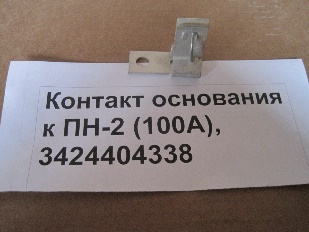 Контакт основания
к ПН-2 (100А),
3424404338